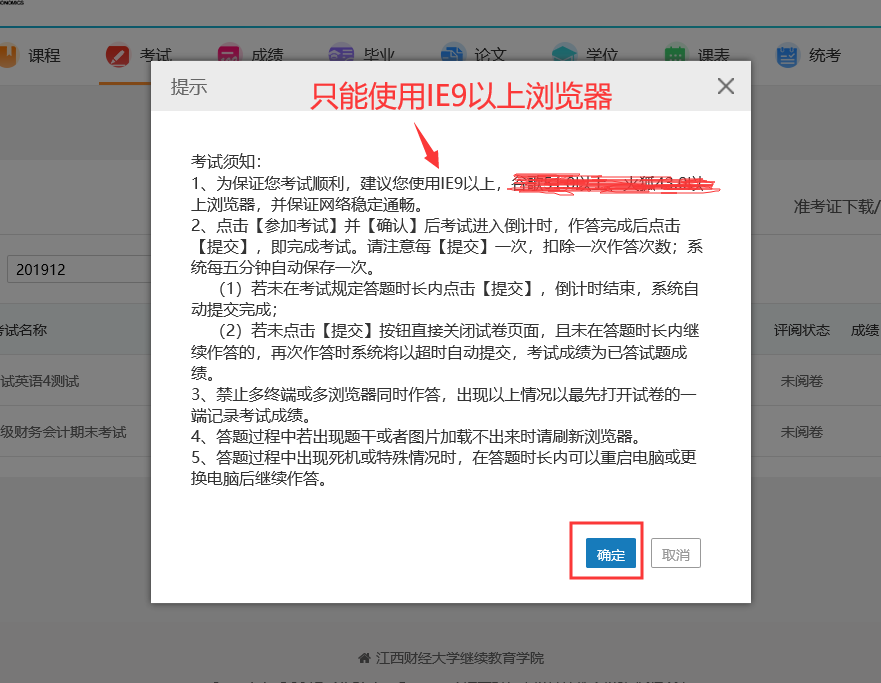 ONOMICS
课程
考试
成绩
毕业
论文
学位
课表
统考
提示
只能使用IE9以上浏览器
考试须知:
1、为保证您考试顺利，建议您使用IE9以上，
上浏览器，并保证网络稳定通畅。
2、点击【参加考试】并【确认】后考试进入倒计时，作答完成后点击
【提交】，即完成考试。请注意每【提交】一次，扣除一次作答次数；系
统每五分钟自动保存一次。
（1）若未在考试规定答题时长内点击【提交】，倒计时结束，系统自
动提交完成；
（2）若未点击【提交】按钮直接关闭试卷页面，且未在答题时长内继
续作答的，再次作答时系统将以超时自动提交，考试成绩为已答试题成
绩。
3、禁止多终端或多浏览器同时作答，出现以上情况以最先打开试卷的一
端记录考试成绩。
4、答题过程中若出现题干或者图片加载不出来时请刷新浏览器。
5、答题过程中出现死机或特殊情况时，在答题时长内可以重启电脑或更
换电脑后继续作答。
确定
取消
准考证下载/
201912
考试名称
评阅状态
成绩
试英语4测试
未阅卷
级财务会计期末考试
未阅卷
江西财经大学继续教育学院